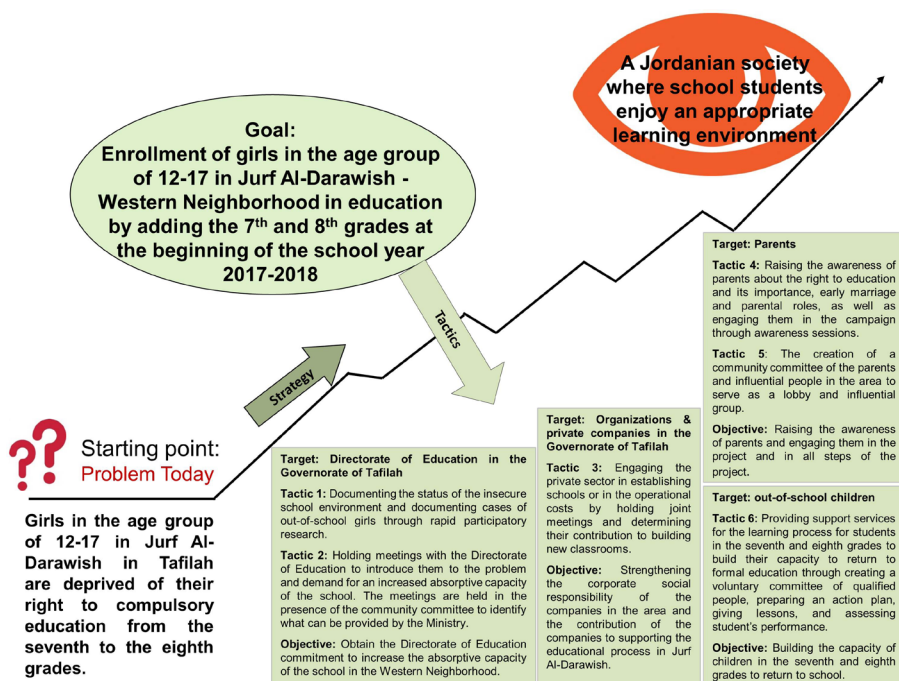 A Jordanian society
where school students
enjoy an appropriate
learning environment
Goal:
Enrollment of girls in the age group
of 12-17 in Jurf Al-Darawish -
Western Neighborhood in education
by adding the 7th and 8th grades at
the beginning of the school year
2017-2018
Tactics
Strategy
??
Starting point:
Problem Today
Girls in the age group
of 12-17 in Jurf Al-
Darawish in Tafilah
are deprived of their
right to compulsory
education from the
seventh to the eighth
grades.
Target: Directorate of Education in the
Governorate of Tafilah
Tactic 1: Documenting the status of the insecure
school environment and documenting cases of
out-of-school girls through rapid participatory
research.
Tactic 2: Holding meetings with the Directorate
of Education to introduce them to the problem
and demand for an increased absorptive capacity
of the school. The meetings are held in the
presence of the community committee to identify
what can be provided by the Ministry.
Objective: Obtain the Directorate of Education
commitment to increase the absorptive capacity
of the school in the Western Neighborhood.
Target: Organizations &
private companies in the
Governorate of Tafilah
Tactic 3: Engaging the
private sector in establishing
schools or in the operational
costs by holding joint
meetings and determining
their contribution to building
new classrooms.
Objective: Strengthening
the corporate social
responsibility of the
companies in the area and
the contribution of the
companies to supporting the
educational process in Jurf
Al-Darawish.
Target: Parents
Tactic 4: Raising the awareness of
parents about the right to education
and its importance, early marriage
and parental roles, as well as
engaging them in the campaign
through awareness sessions.
Tactic 5: The creation of a
community committee of the parents
and influential people in the area to
serve as a lobby and influential
group.
Objective: Raising the awareness
of parents and engaging them in the
project and in all steps of the
project.
Target: out-of-school children
Tactic 6: Providing support services
for the learning process for students
in the seventh and eighth grades to
build their capacity to return to
formal education through creating a
voluntary committee of qualified
people, preparing an action plan,
giving lessons, and assessing
student's performance.
Objective: Building the capacity of
children in the seventh and eighth
grades to return to school.